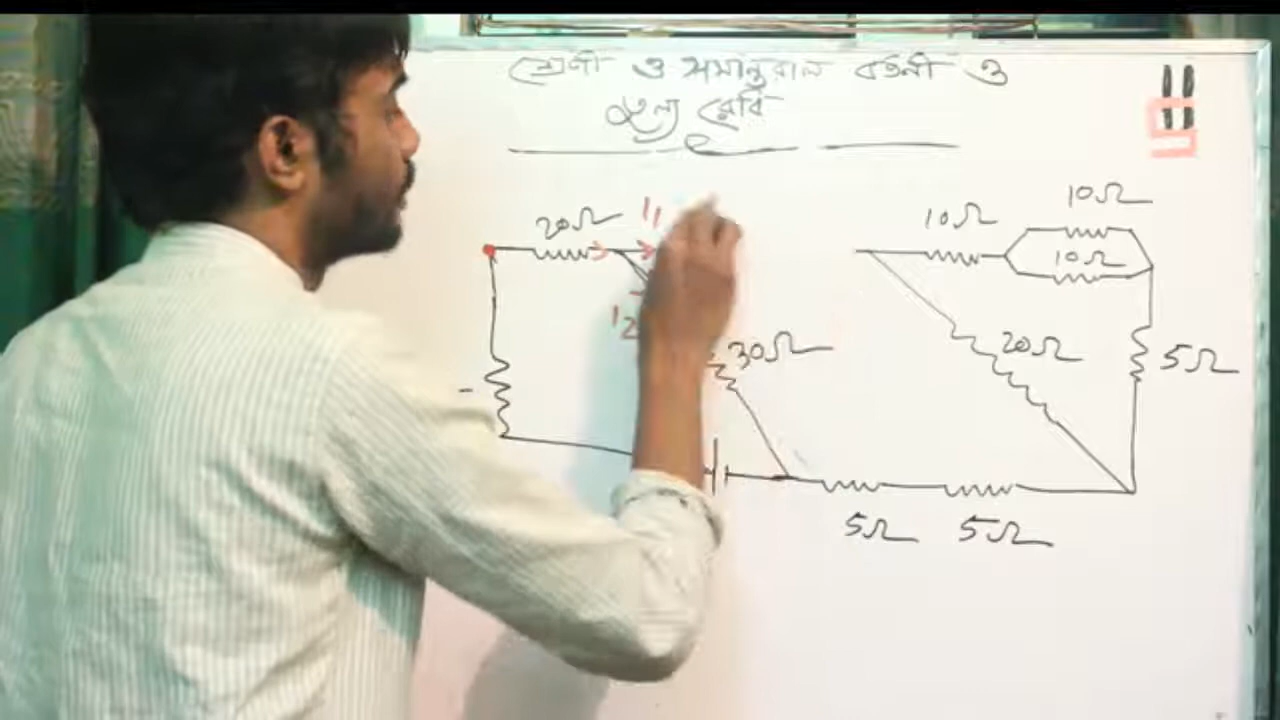 শ্রেণী ও সমান্তরাল বর্তনী ও
তুল্য রোধ
10Ω
20Ω I₁ 10Ω
10Ω
I₂ 30Ω 20Ω 5Ω
5Ω 5Ω